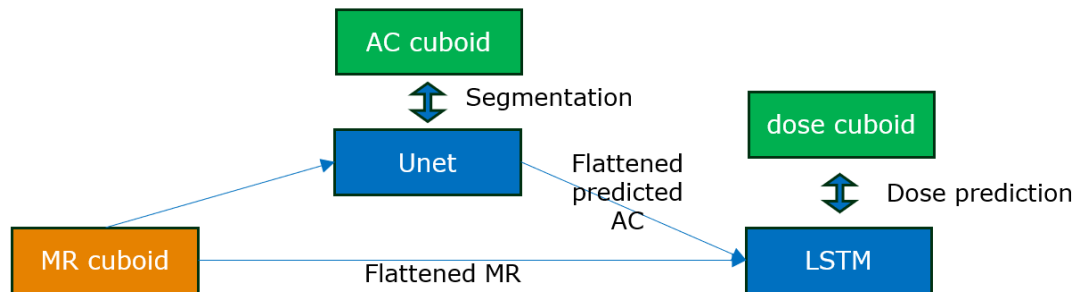 AC cuboid
Segmentation
dose cuboid
Unet
Flattened
predicted
AC
Dose prediction
MR cuboid
Flattened MR
LSTM